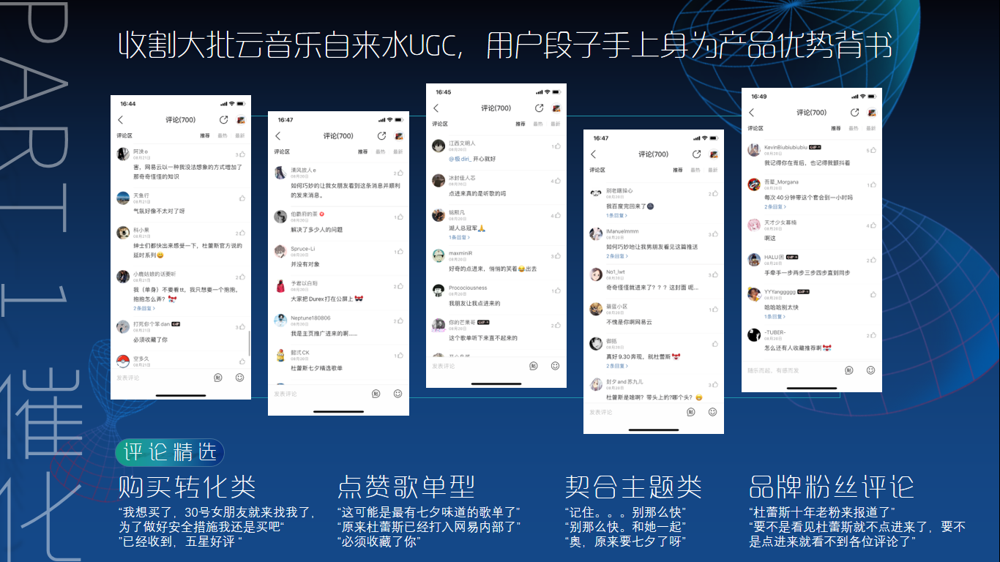 PART 1
收割大批云音乐自来水UGC，用户段子手上身为产品优势背书
16:44
评论(700)
评论区
推荐 最热 最新
阿泱o
08月21日
3
害，网易云以一种我没法想象的方式增加了
那奇奇怪怪的知识
天鱼行
08月21日
气氛好像不太对了呀
科小果
08月21日
2
绅士们都快出来感受一下，杜蕾斯官方说的
延时系列😃
小鹿姑娘的话要听
08月21日
2
我（单身）不要看tt，我只想要一个抱抱。
抱抱怎么弄？
2条回复 >
打死你个笨dan
08月21日
3
必须收藏了你
空多久
08月21日
发表评论
16:47
评论(700)
评论区
推荐 最热 最新
清风故人e
08月20日
2
如何巧妙的让我女朋友看到这条消息并顺利
的发来消息。
伯爵府的茶
08月20日
1
解决了多少人的问题
Spruce-Li
08月20日
1
并没有对象
予君以白珩
08月20日
2
大家把Durex打在公屏上
Neptune180806
08月20日
2
我是主页推广进来的啊......
08月20日
1
杜蕾斯七夕精选歌单
发表评论
16:45
评论(700)
评论区
推荐 最热 最新
江西文明人
08月20日
1
@极diri_ 开心就好
冰封佳人芯
08月20日
4
点进来真的是听歌的吗
08月20日
4
湖人总冠军🙏
1条回复 >
maxminiR
08月20日
3
好奇的点进来，悄悄的笑着😂出去
Procociousness
08月20日
1
我朋友让我点进来的
你的芒果哥
08月20日
2
这个歌单听下来直不起来的
发表评论
16:47
评论(700)
评论区
推荐 最热 最新
别老瞎操心
08月20日
2
我百度完回来了🌚
1条回复 >
IManuelmmm
08月20日
3
如何巧妙地让我男朋友看见这篇推送
2条回复 >
No1_lwt
08月20日
3
奇奇怪怪就进来了？？？这封面 呃...
碧蓝小区
08月20日
1
不愧是你啊网易云
御括
08月20日
真好 9.30奔现，就杜蕾斯
2条回复 >
封夕and苏九儿
08月20日
3
杜蕾斯是啥啊？带头上的?哪个头？
发表评论
16:49
评论(700)
评论区
推荐 最热 最新
KevinBiubiubiubiu
08月20日
5
我记得你在背后，也记得我颤抖着
吾辈_Morgana
08月20日
1
每次40分钟带这个套会到一小时吗
2条回复 >
天才少女慕楠
08月20日
4
啊这
HALU团
08月20日
2
手牵手一步两步三步四步直到同步
YYYanggggg
08月20日
哈哈哈别太快
1条回复 >
-TUBER-
08月20日
2
怎么还有人收藏推荐啊
随乐而起，有感而发
评论精选
购买转化类
“我想买了，30号女朋友就来找我了，
为了做好安全措施我还是买吧“
”已经收到，五星好评 “
点赞歌单型
“这可能是最有七夕味道的歌单了”
“原来杜蕾斯已经打入网易内部了”
“必须收藏了你”
契合主题类
“记住。。。别那么快”
“别那么快。和她一起”
“奥，原来要七夕了呀”
品牌粉丝评论
“杜蕾斯十年老粉来报道了”
“要不是看见杜蕾斯就不点进来了，要不
是点进来就看不到各位评论了”